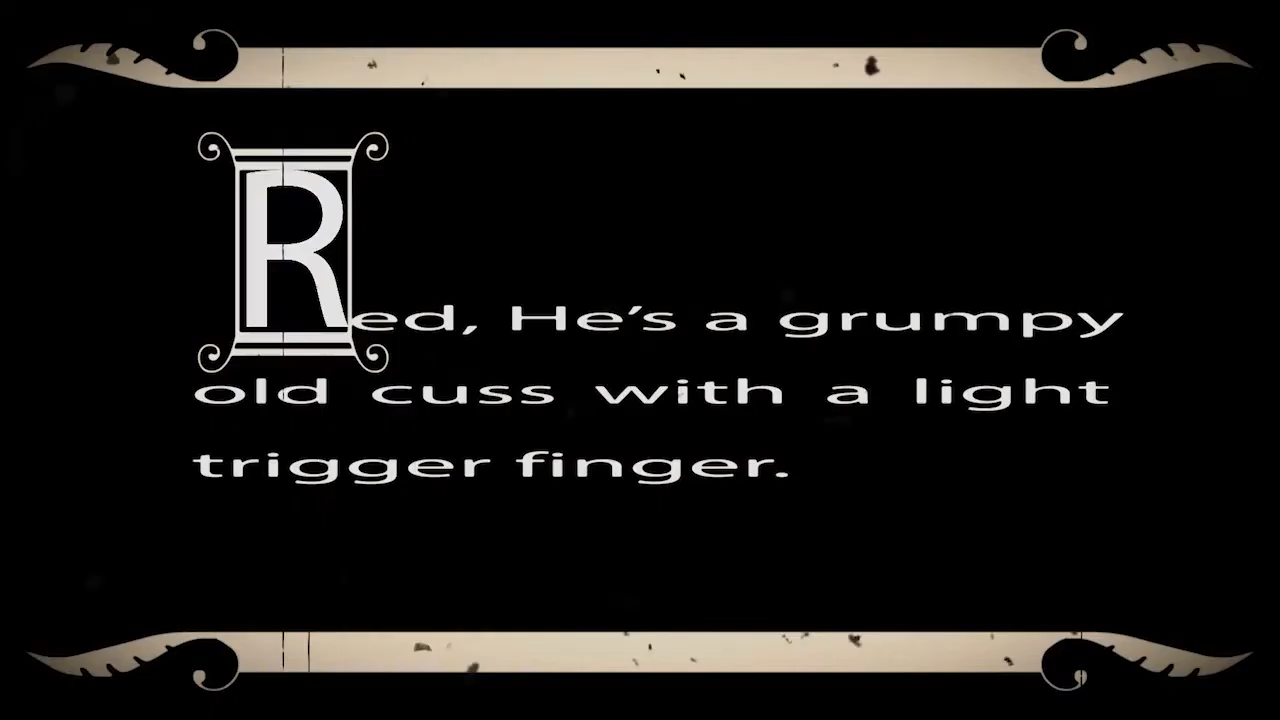 Red, He’s a grumpy
old cuss with a light
trigger finger.